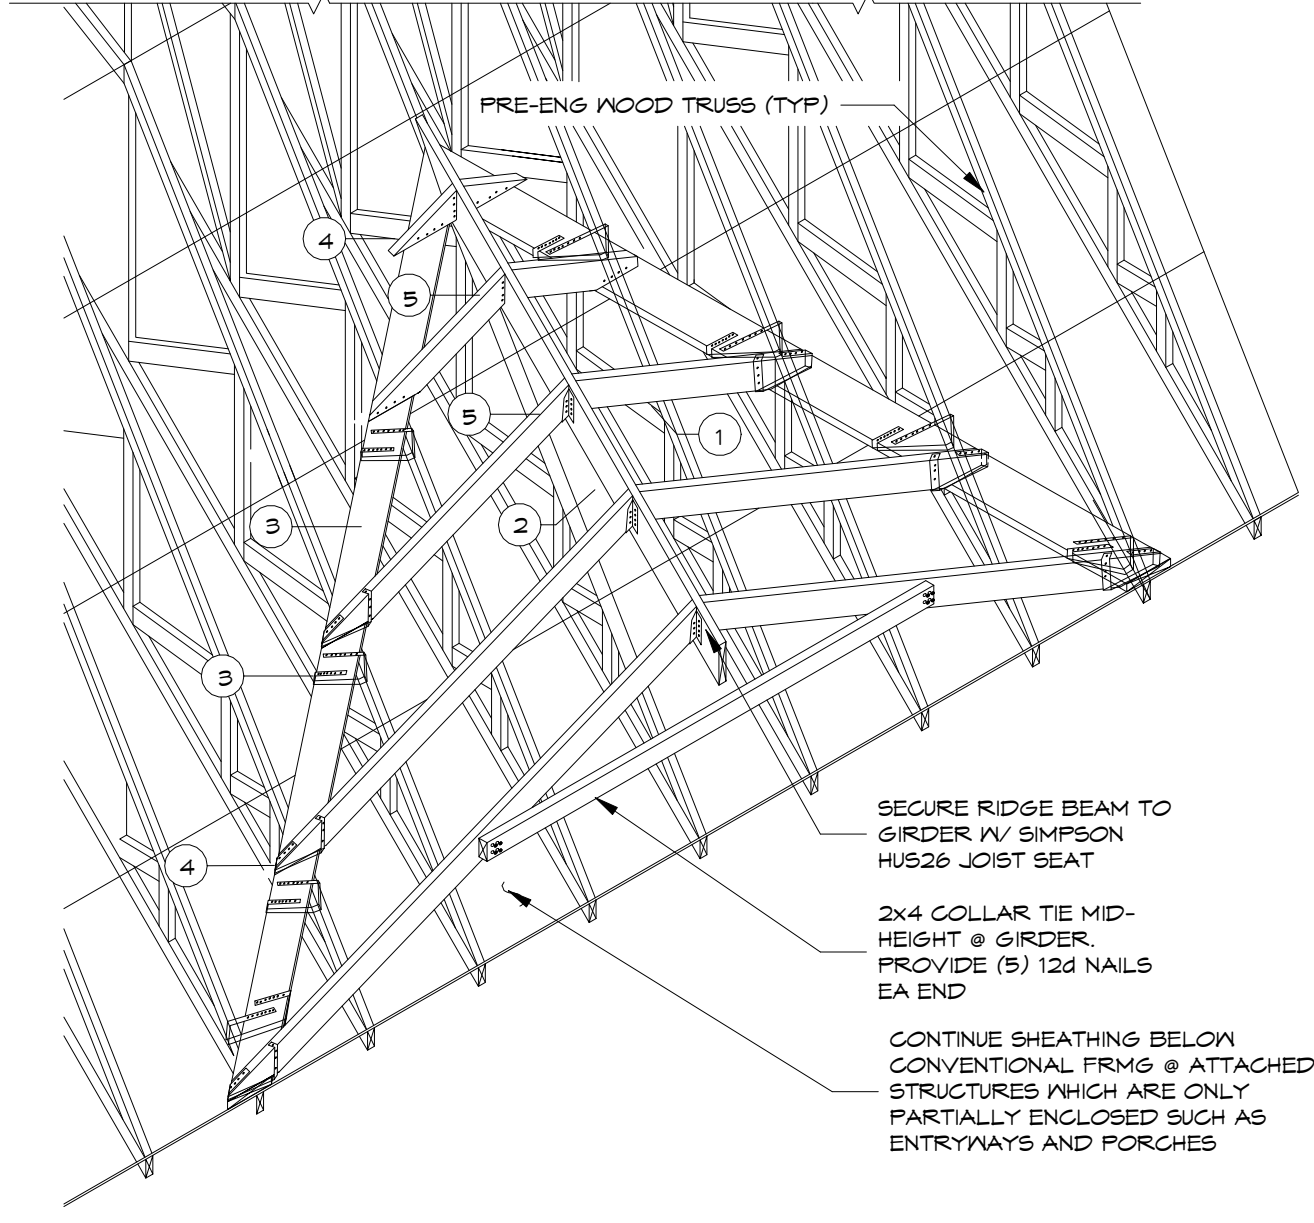 PRE-ENG WOOD TRUSS (TYP)
4
5
5
1
3
2
3
4
SECURE RIDGE BEAM TO
GIRDER W/ SIMPSON
HUS26 JOIST SEAT
2x4 COLLAR TIE MID-
HEIGHT @ GIRDER.
PROVIDE (5) 12d NAILS
EA END
CONTINUE SHEATHING BELOW
CONVENTIONAL FRMG @ ATTACHED
STRUCTURES WHICH ARE ONLY
PARTIALLY ENCLOSED SUCH AS
ENTRYWAYS AND PORCHES